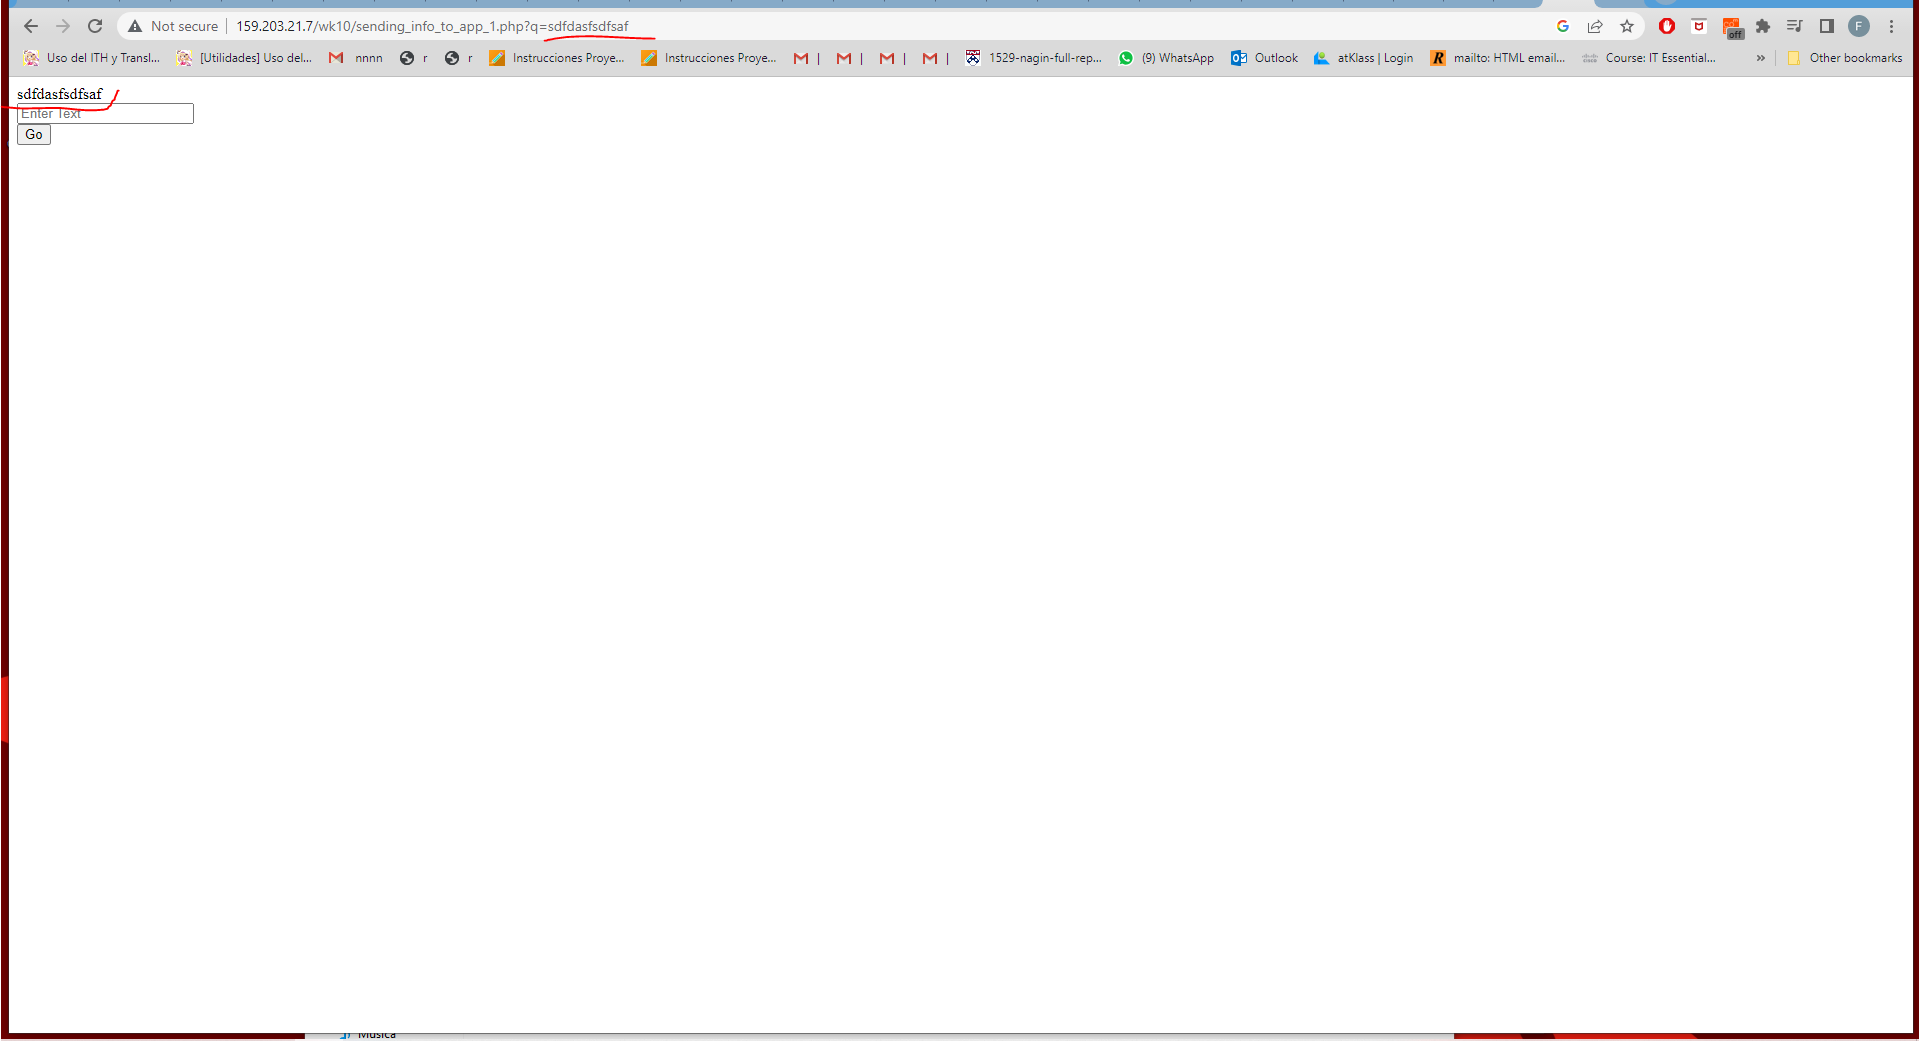 Not secure | 159.203.21.7/wk10/sending_info_to_app_1.php?q=sdfdasfsdfsaf
Uso del ITH y Transl... [Utilidades] Uso del... nnnn r r Instrucciones Proye... Instrucciones Proye... | | | | 1529-nagin-full-rep... (9) WhatsApp Outlook atKlass | Login mailto: HTML email... Course: IT Essential... » Other bookmarks
off
F
sdfdasfsdfsaf
Enter Text
Go
Música